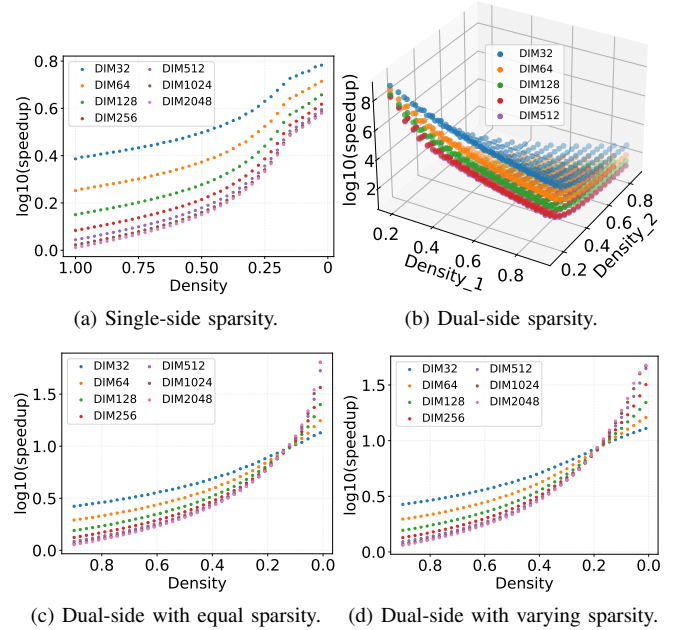 0.8
0.6
0.4
0.2
0.0
log10(speedup)
DIM32 DIM512
DIM64 DIM1024
DIM128 DIM2048
DIM256
1.00 0.75 0.50 0.25 0
Density
(a) Single-side sparsity.
DIM32
DIM64
DIM128
DIM256
DIM512
8
6
4
2
log10(speedup)
0.2 0.4 0.6 0.8
Density_1
0.2 0.4 0.6 0.8
Density_2
(b) Dual-side sparsity.
1.5
1.0
0.5
0.0
log10(speedup)
DIM32 DIM512
DIM64 DIM1024
DIM128 DIM2048
DIM256
0.8 0.6 0.4 0.2 0.0
Density
(c) Dual-side with equal sparsity.
1.5
1.0
0.5
0.0
log10(speedup)
DIM32 DIM512
DIM64 DIM1024
DIM128 DIM2048
DIM256
0.8 0.6 0.4 0.2 0.0
Density
(d) Dual-side with varying sparsity.